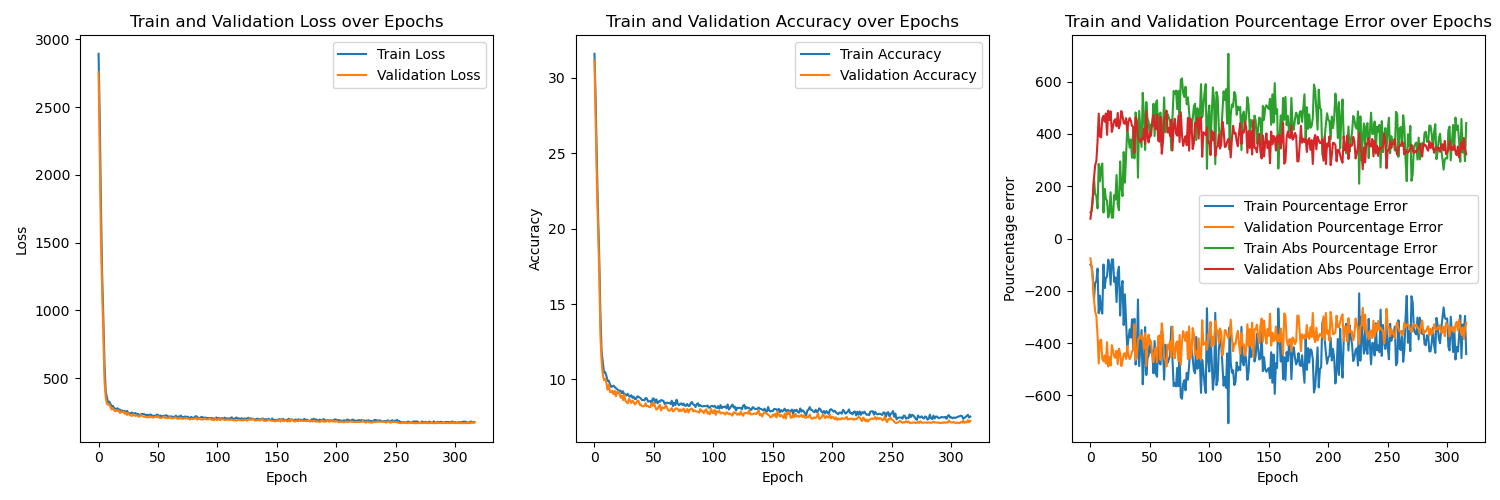 Train and Validation Loss over Epochs
3000
2500
2000
1500
1000
500
Loss
0
50
100
150
200
250
300
Epoch
Train Loss
Validation Loss
Train and Validation Accuracy over Epochs
30
25
20
15
10
Accuracy
0
50
100
150
200
250
300
Epoch
Train Accuracy
Validation Accuracy
Train and Validation Pourcentage Error over Epochs
600
400
200
0
−200
−400
−600
Pourcentage error
0
50
100
150
200
250
300
Epoch
Train Pourcentage Error
Validation Pourcentage Error
Train Abs Pourcentage Error
Validation Abs Pourcentage Error